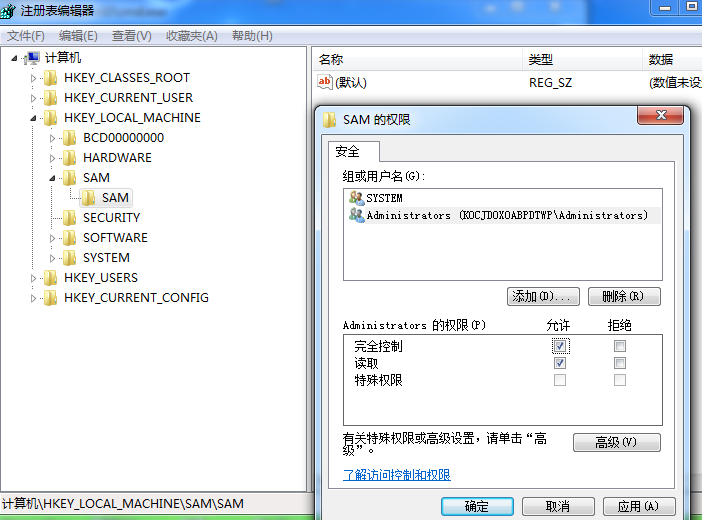 注册表编辑器
文件(F) 编辑(E) 查看(V) 收藏夹(A) 帮助(H)
计算机
HKEY_CLASSES_ROOT
HKEY_CURRENT_USER
HKEY_LOCAL_MACHINE
BCD00000000
HARDWARE
SAM
SAM
SECURITY
SOFTWARE
SYSTEM
HKEY_USERS
HKEY_CURRENT_CONFIG
名称 类型 数据
ab (默认) REG_SZ (数值未设
SAM 的权限
安全
组或用户名(G):
SYSTEM
Administrators (KOCJDOXOABPDTWP\Administrators)
添加(D)... 删除(R)
Administrators 的权限(P) 允许 拒绝
完全控制
读取
特殊权限
有关特殊权限或高级设置，请单击“高
级”。
高级(V)
了解访问控制和权限
确定 取消 应用(A)
计算机\HKEY_LOCAL_MACHINE\SAM\SAM